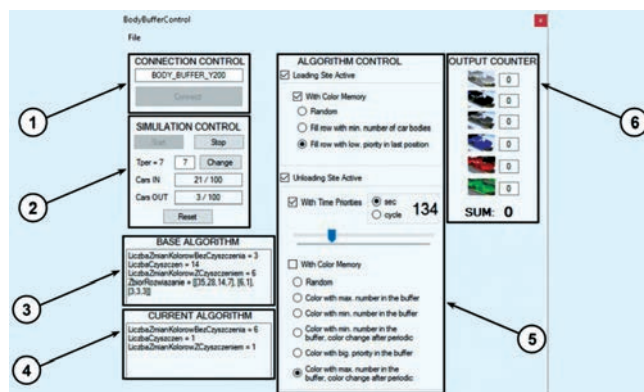 BodyBufferControl
x
File
CONNECTION CONTROL
BODY_BUFFER_Y200
Connect
SIMULATION CONTROL
Start
Stop
Tper = 7
7
Change
Cars IN
21 / 100
Cars OUT
3 / 100
Reset
BASE ALGORITHM
LiczbaZmianKolorowBezCzyszczenia = 3
LiczbaCzyszczen = 14
LiczbaZmianKolorowZCzyszczeniem = 6
ZbiorRozwiazanie = [[35,28,14,7], [6,1],
[3,3,3]]
CURRENT ALGORITHM
LiczbaZmianKolorowBezCzyszczenia = 6
LiczbaCzyszczen = 1
LiczbaZmianKolorowZCzyszczeniem = 1
ALGORITHM CONTROL
Loading Site Active
With Color Memory
Random
Fill row with min. number of car bodies
Fill row with low. priority in last position
Unloading Site Active
With Time Priorities
sec
cycle
134
With Color Memory
Random
Color with max. number in the buffer
Color with min. number in the buffer
Color with min. number in the
buffer, color change after periodic
Color with big. priority in the buffer
Color with max. number in the
buffer, color change after periodic
OUTPUT COUNTER
0
0
0
0
0
0
SUM: 0
1
2
3
4
5
6